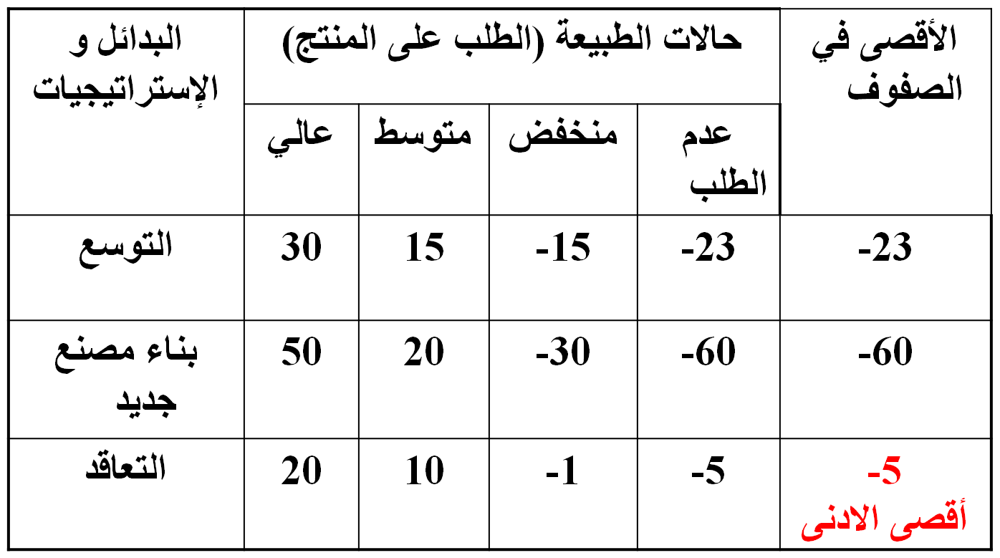 البدائل و
الإستراتيجيات
حالات الطبيعة (الطلب على المنتج)
الأقصى في
الصفوف
عالي
متوسط
منخفض
عدم
الطلب
التوسع
30
15
-15
-23
-23
بناء مصنع
جديد
50
20
-30
-60
-60
التعاقد
20
10
-1
-5
-5
أقصى الادنى